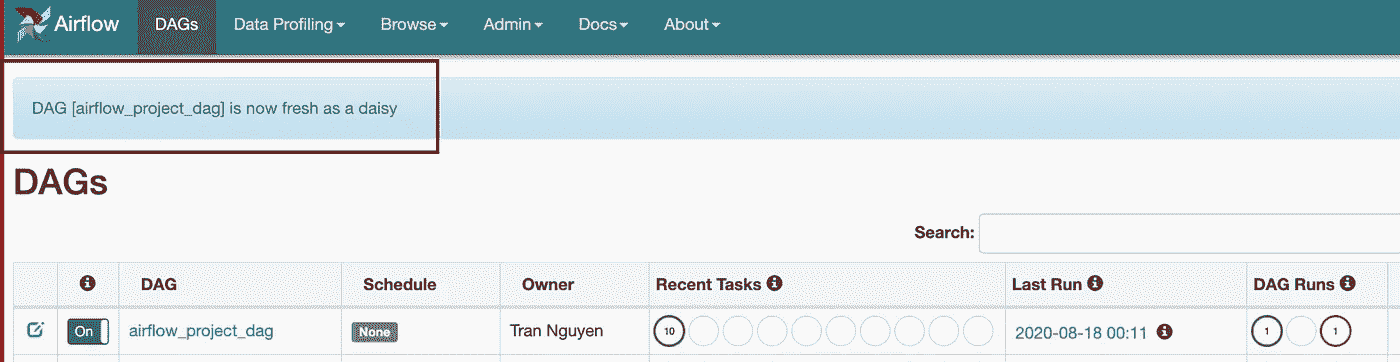 Airflow DAGs Data Profiling Browse Admin Docs About
DAG [airflow_project_dag] is now fresh as a daisy
DAGs
Search:
DAG Schedule Owner Recent Tasks Last Run DAG Runs
On airflow_project_dag None Tran Nguyen 10 2020-08-18 00:11 1 1